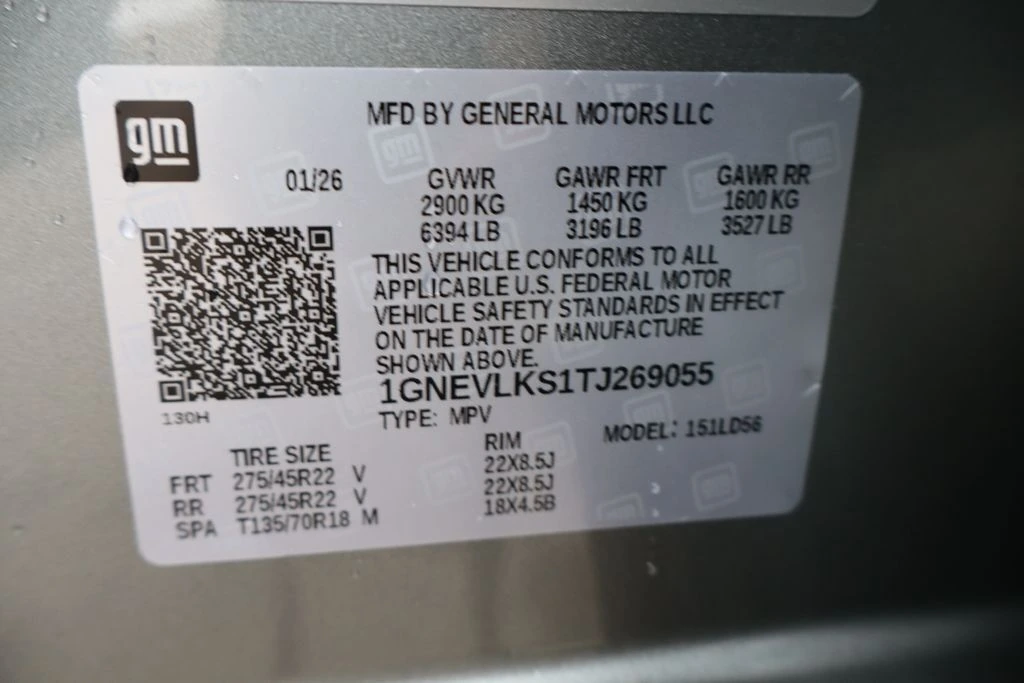 gm
MFD BY GENERAL MOTORS LLC
01/26 GVWR GAWR FRT GAWR RR
2900 KG 1450 KG 1600 KG
6394 LB 3196 LB 3527 LB
THIS VEHICLE CONFORMS TO ALL
APPLICABLE U.S. FEDERAL MOTOR
VEHICLE SAFETY STANDARDS IN EFFECT
ON THE DATE OF MANUFACTURE
SHOWN ABOVE.
1GNEVLKS1TJ269055
130H
TYPE: MPV MODEL: 151LD56
TIRE SIZE RIM
FRT 275/45R22 V 22X8.5J
RR 275/45R22 V 22X8.5J
SPA T135/70R18 M 18X4.5B